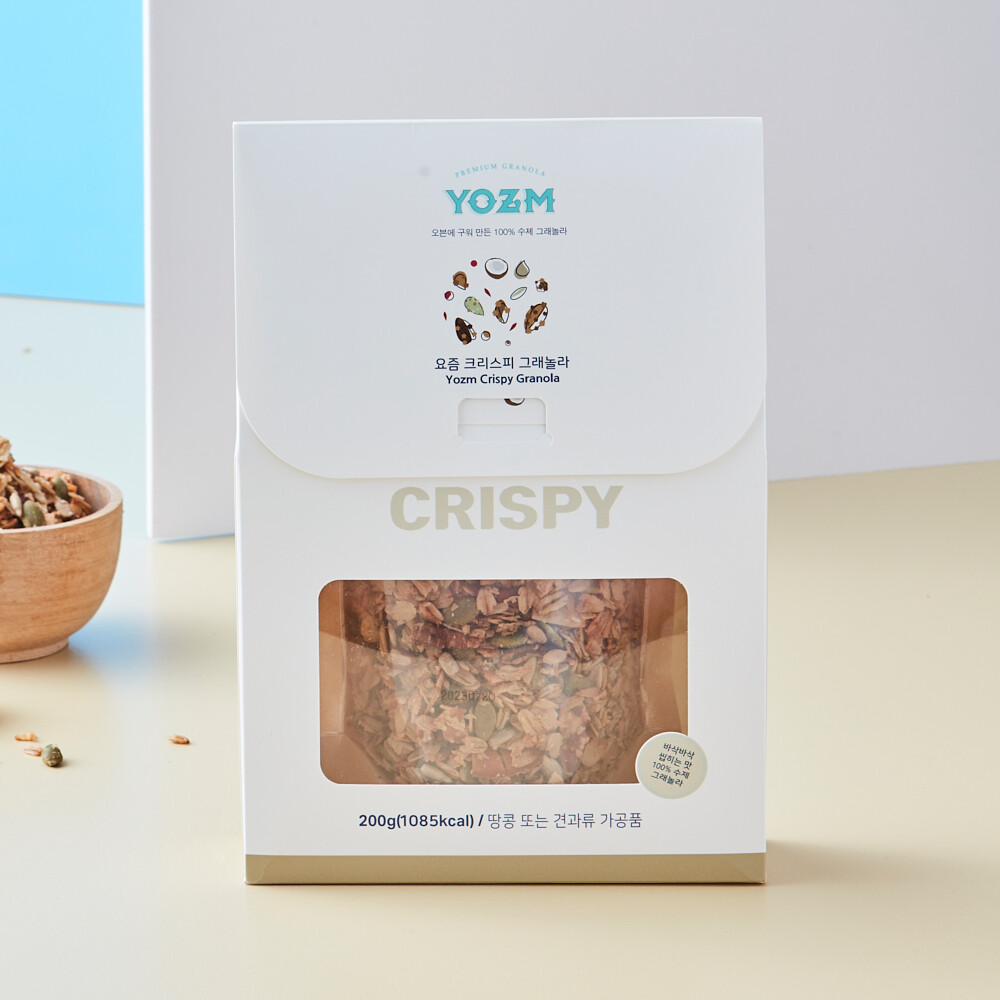 PREMIUM GRANOLA
YOZM
오븐에 구워 만든 100% 수제 그래놀라
요즘 크리스피 그래놀라
Yozm Crispy Granola
CRISPY
바삭바삭
씹히는 맛
100% 수제
그래놀라
200g(1085kcal) / 땅콩 또는 견과류 가공품